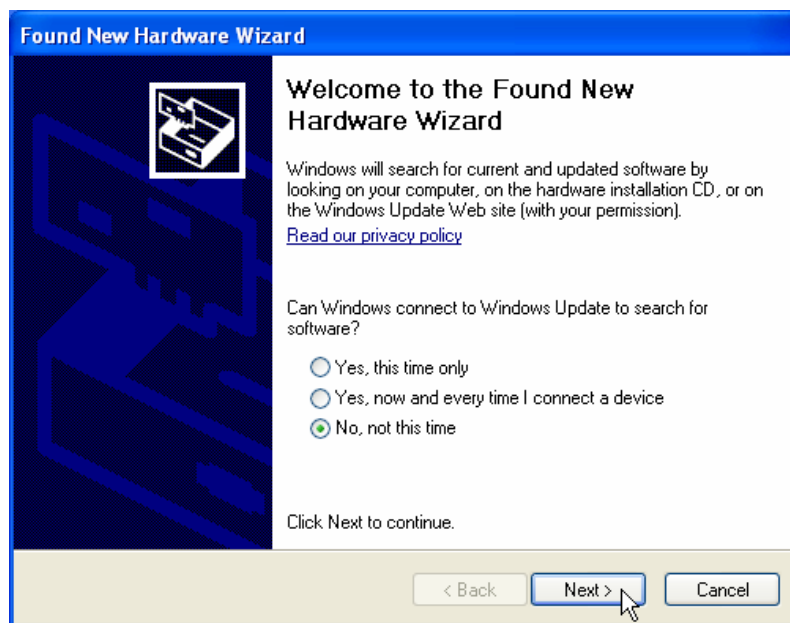 Found New Hardware Wizard
Welcome to the Found New
Hardware Wizard
Windows will search for current and updated software by
looking on your computer, on the hardware installation CD, or on
the Windows Update Web site (with your permission).
Read our privacy policy
Can Windows connect to Windows Update to search for
software?
Yes, this time only
Yes, now and every time I connect a device
No, not this time
Click Next to continue.
< Back Next > Cancel